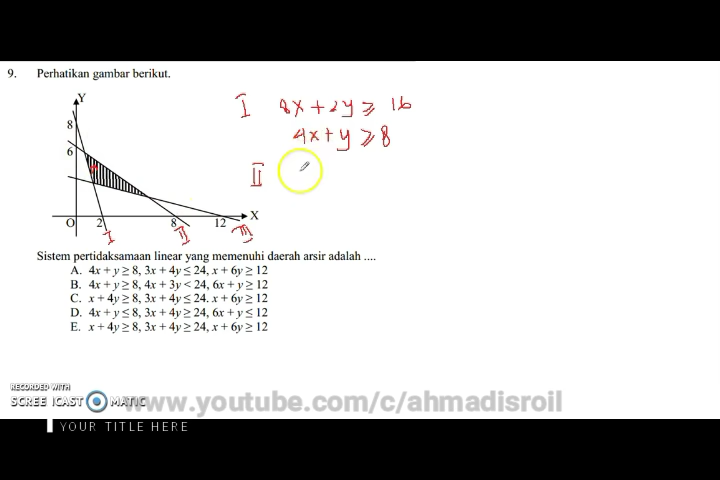 9. Perhatikan gambar berikut.
Y
8
6
O 2 8 12 X
I II III
I 8x + 2y ≥ 16
4x + y ≥ 8
II
Sistem pertidaksamaan linear yang memenuhi daerah arsir adalah ....
A. 4x + y ≥ 8, 3x + 4y ≤ 24, x + 6y ≥ 12
B. 4x + y ≥ 8, 4x + 3y < 24, 6x + y ≥ 12
C. x + 4y ≥ 8, 3x + 4y ≤ 24. x + 6y ≥ 12
D. 4x + y ≤ 8, 3x + 4y ≥ 24, 6x + y ≤ 12
E. x + 4y ≥ 8, 3x + 4y ≥ 24, x + 6y ≥ 12
RECORDED WITH
SCREENCAST MATIC
www.youtube.com/c/ahmadisroil
YOUR TITLE HERE